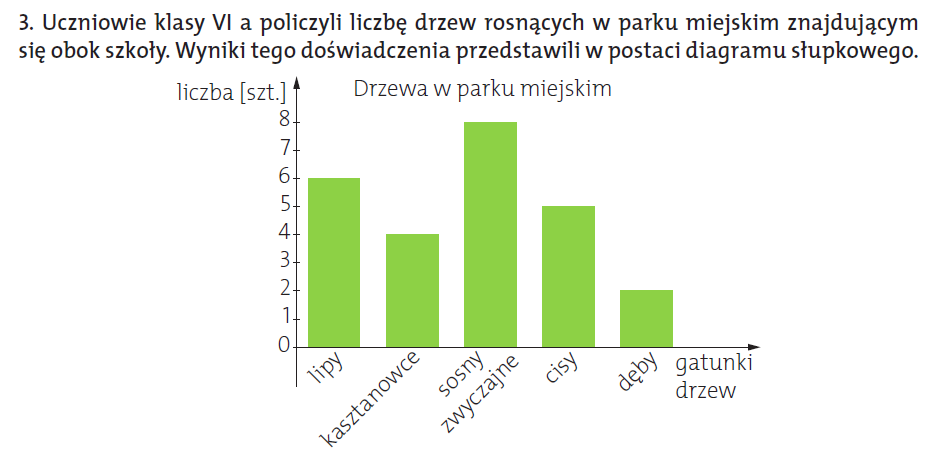 3. Uczniowie klasy VI a policzyli liczbę drzew rosnących w parku miejskim znajdującym
się obok szkoły. Wyniki tego doświadczenia przedstawili w postaci diagramu słupkowego.
liczba [szt.]
Drzewa w parku miejskim
8
7
6
5
4
3
2
1
0
lipy
kasztanowce
sosny
zwyczajne
cisy
dęby
gatunki
drzew